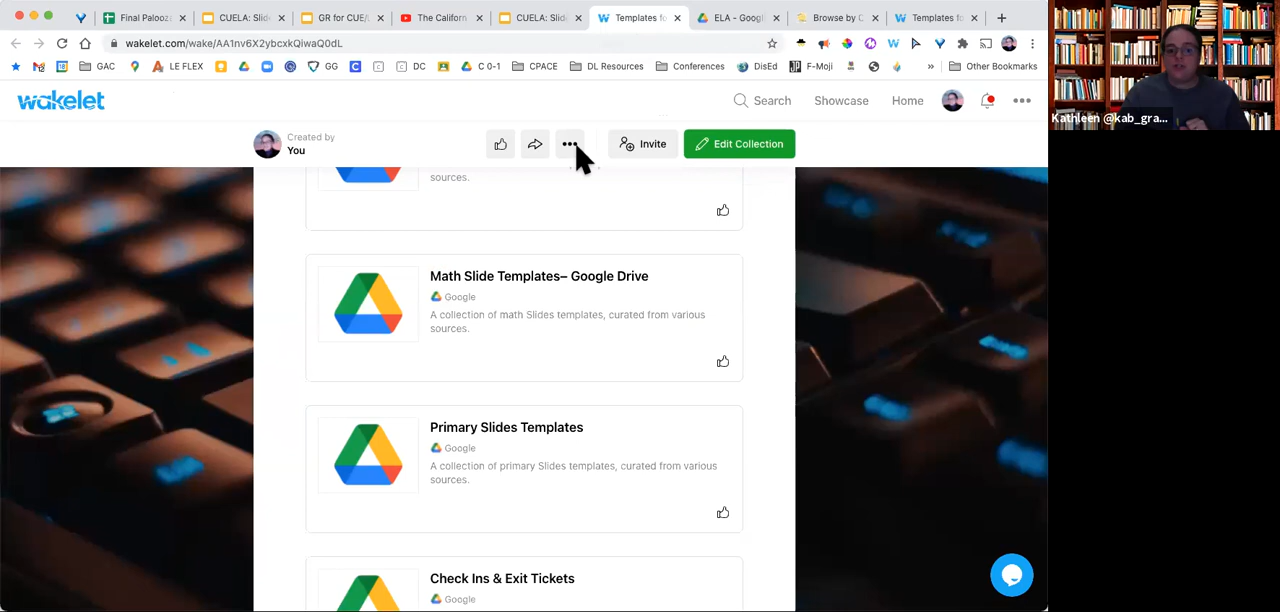 Final Palooz
CUELA: Slid
GR for CUE/
The Californ
CUELA: Slid
Templates fo
ELA - Googl
Browse by C
Templates fo
wakelet.com/wake/AA1nv6X2ybcxkQiwaQ0dL
GAC
LE FLEX
GG
DC
C 0-1
CPACE
DL Resources
Conferences
DisEd
F-Moji
Other Bookmarks
wakelet
Search
Showcase
Home
Created by
You
Invite
Edit Collection
Kathleen @kab_gra...
sources.
Math Slide Templates– Google Drive
Google
A collection of math Slides templates, curated from various
sources.
Primary Slides Templates
Google
A collection of primary Slides templates, curated from various
sources.
Check Ins & Exit Tickets
Google